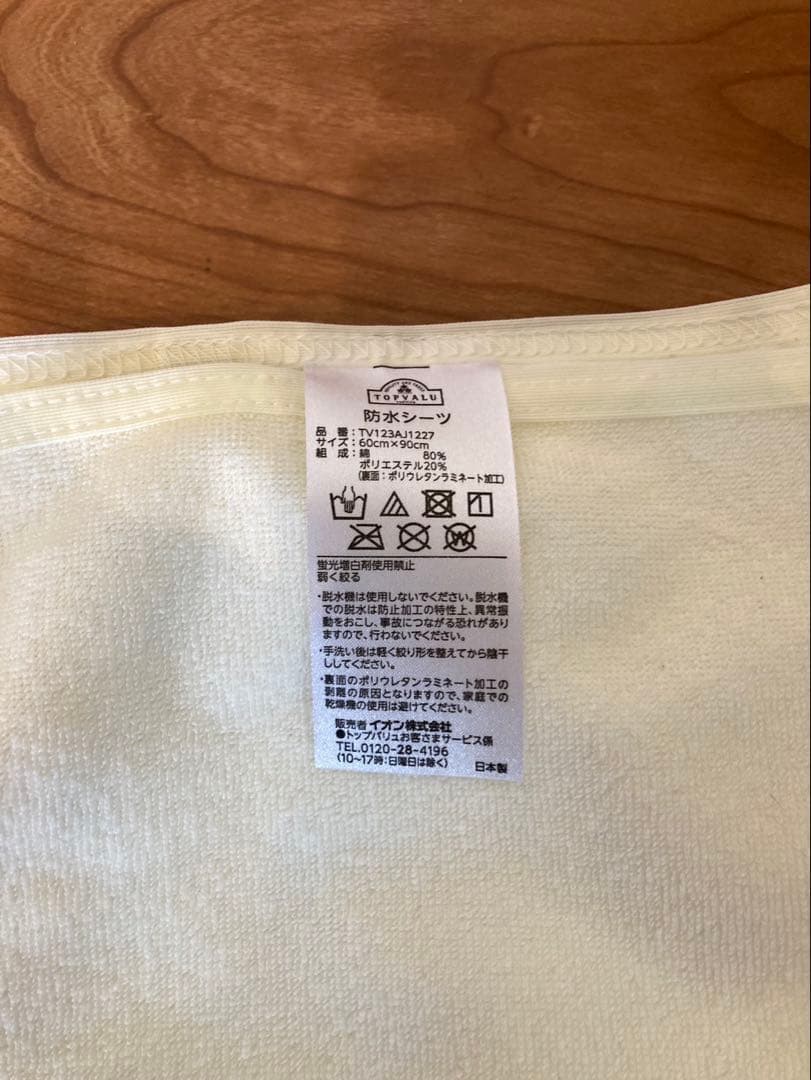 TOPVALU
防水シーツ
品 番：TV123AJ1227
サイズ：60cm×90cm
組 成：綿 80%
ポリエステル20%
(裏面：ポリウレタンラミネート加工)
蛍光増白剤使用禁止
弱く絞る
・脱水機は使用しないでください。脱水機
での脱水は防止加工の特性上、異常振
動をおこし、事故につながる恐れがあり
ますので、行わないでください。
・手洗い後は軽く絞り形を整えてから陰干
ししてください。
・裏面のポリウレタンラミネート加工の
剥離の原因となりますので、家庭での
乾燥機の使用は避けてください。
販売者 イオン株式会社
●トップバリュお客さまサービス係
TEL.0120-28-4196
(10〜17時：日曜日は除く) 日本製